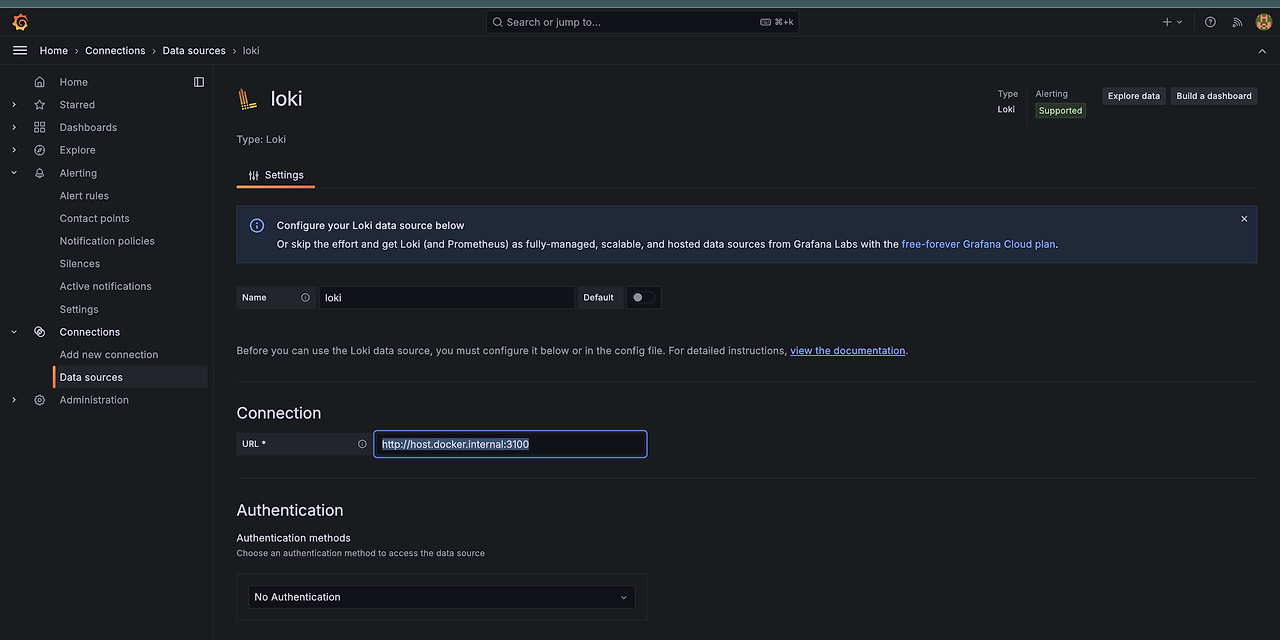 Search or jump to...
⌘+k
Home › Connections › Data sources › loki
Home
Starred
Dashboards
Explore
Alerting
Alert rules
Contact points
Notification policies
Silences
Active notifications
Settings
Connections
Add new connection
Data sources
Administration
loki
Type
Loki
Alerting
Supported
Explore data
Build a dashboard
Type: Loki
Settings
Configure your Loki data source below
Or skip the effort and get Loki (and Prometheus) as fully-managed, scalable, and hosted data sources from Grafana Labs with the free-forever Grafana Cloud plan.
Name
loki
Default
Before you can use the Loki data source, you must configure it below or in the config file. For detailed instructions, view the documentation.
Connection
URL *
http://host.docker.internal:3100
Authentication
Authentication methods
Choose an authentication method to access the data source
No Authentication